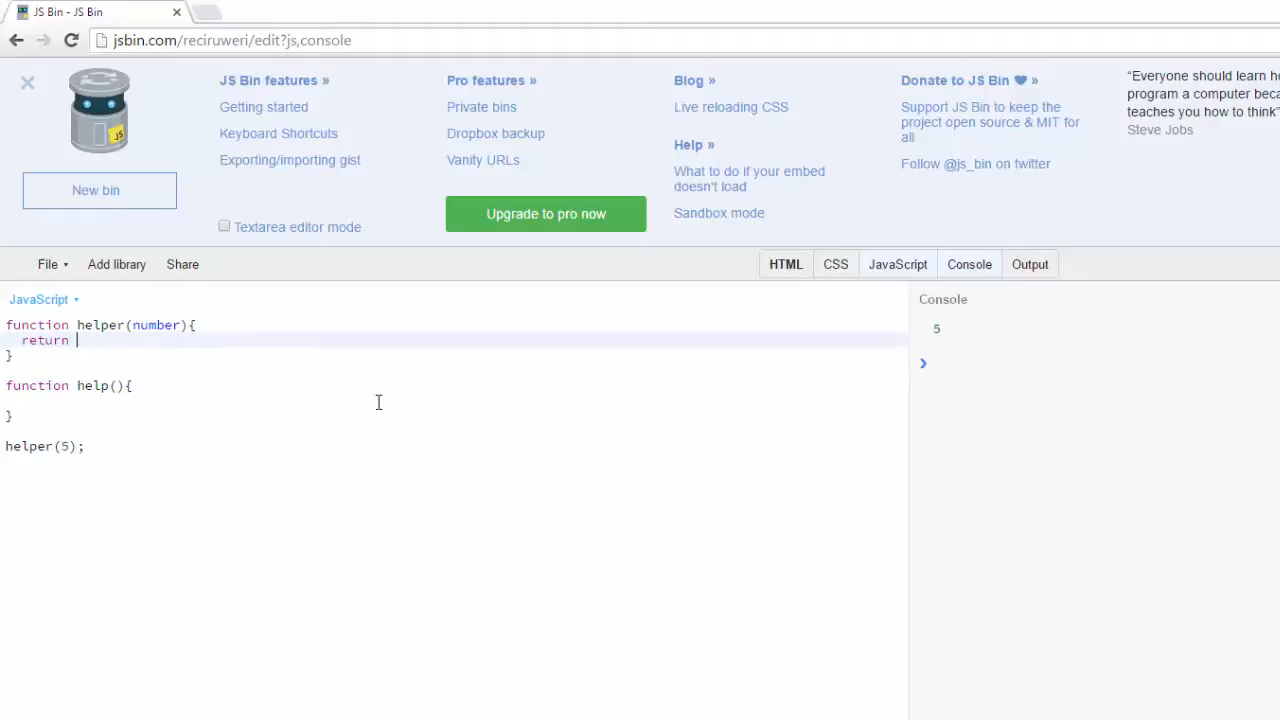 JS Bin - JS Bin
jsbin.com/reciruweri/edit?js,console
JS Bin features »
Getting started
Keyboard Shortcuts
Exporting/importing gist
Textarea editor mode
Pro features »
Private bins
Dropbox backup
Vanity URLs
Upgrade to pro now
Blog »
Live reloading CSS
Help »
What to do if your embed
doesn't load
Sandbox mode
Donate to JS Bin ❤ »
Support JS Bin to keep the
project open source & MIT for
all
Follow @js_bin on twitter
“Everyone should learn h
program a computer beca
teaches you how to think”
Steve Jobs
JS
New bin
File
Add library
Share
HTML
CSS
JavaScript
Console
Output
JavaScript
function helper(number){
return
}
function help(){
}
helper(5);
Console
5